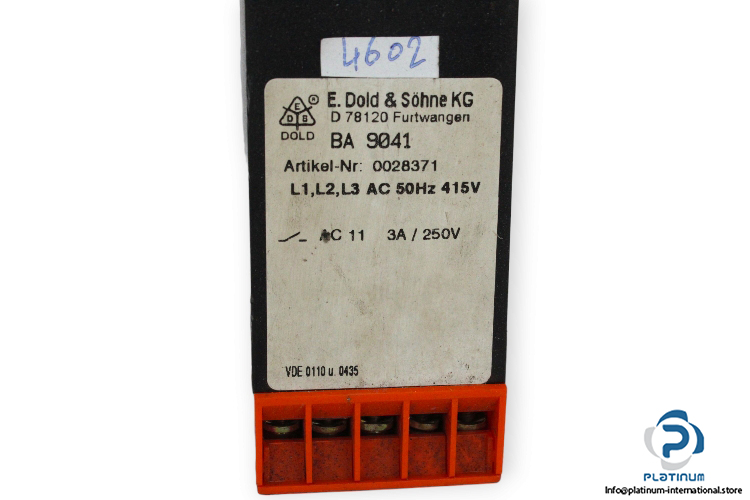 4602
E. Dold & Söhne KG
D 78120 Furtwangen
E
D S
®
DOLD
BA 9041
Artikel-Nr: 0028371
L1,L2,L3 AC 50Hz 415V
AC 11 3A / 250V
VDE 0110 u. 0435
PLATINUM
Info@platinum-international.store